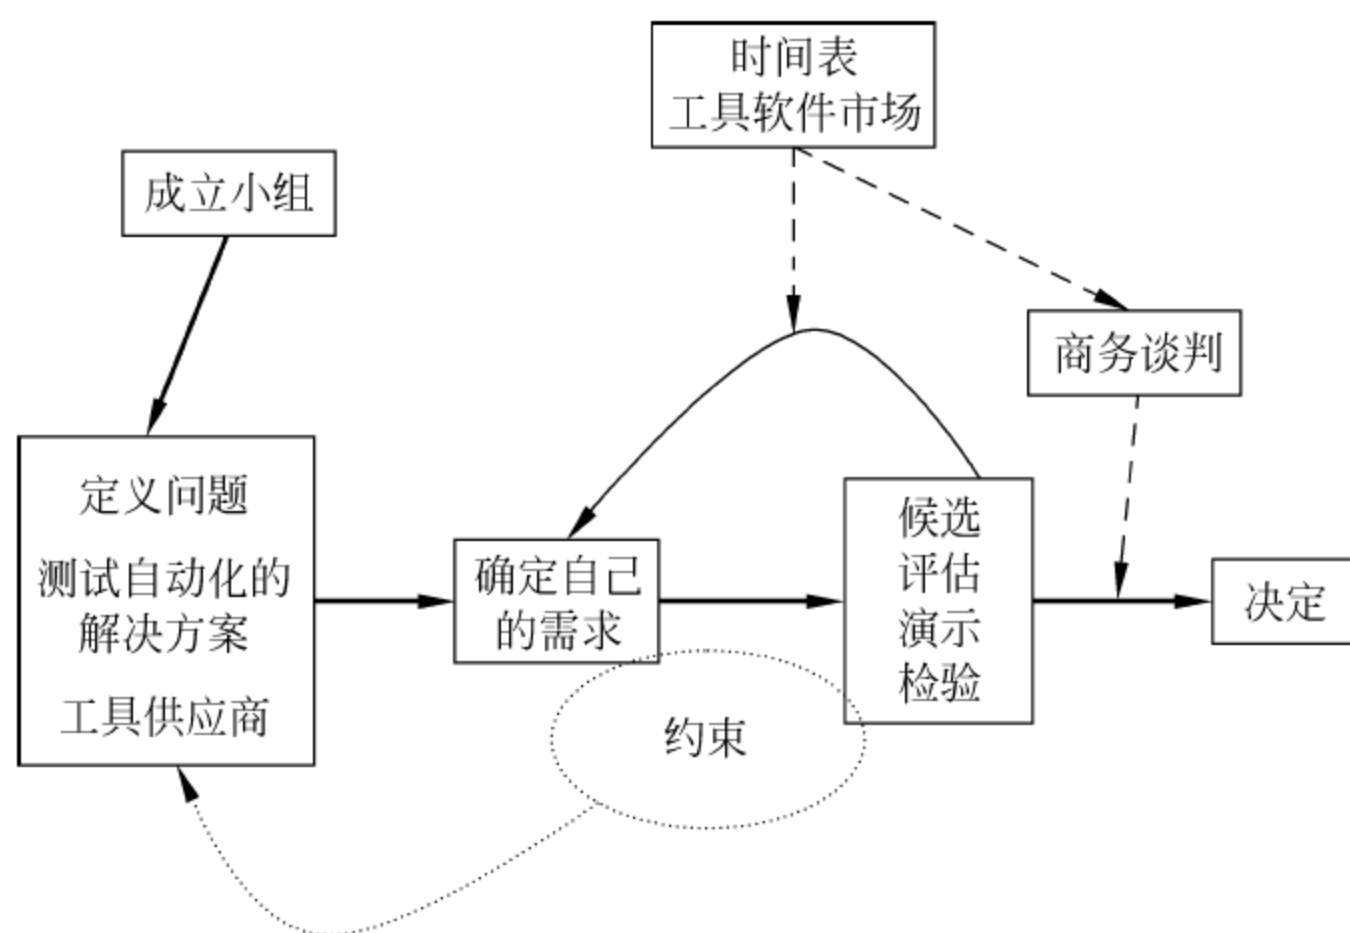 时间表
工具软件市场
成立小组
商务谈判
定义问题
测试自动化的
解决方案
工具供应商
确定自己
的需求
候选
评估
演示
检验
决定
约束